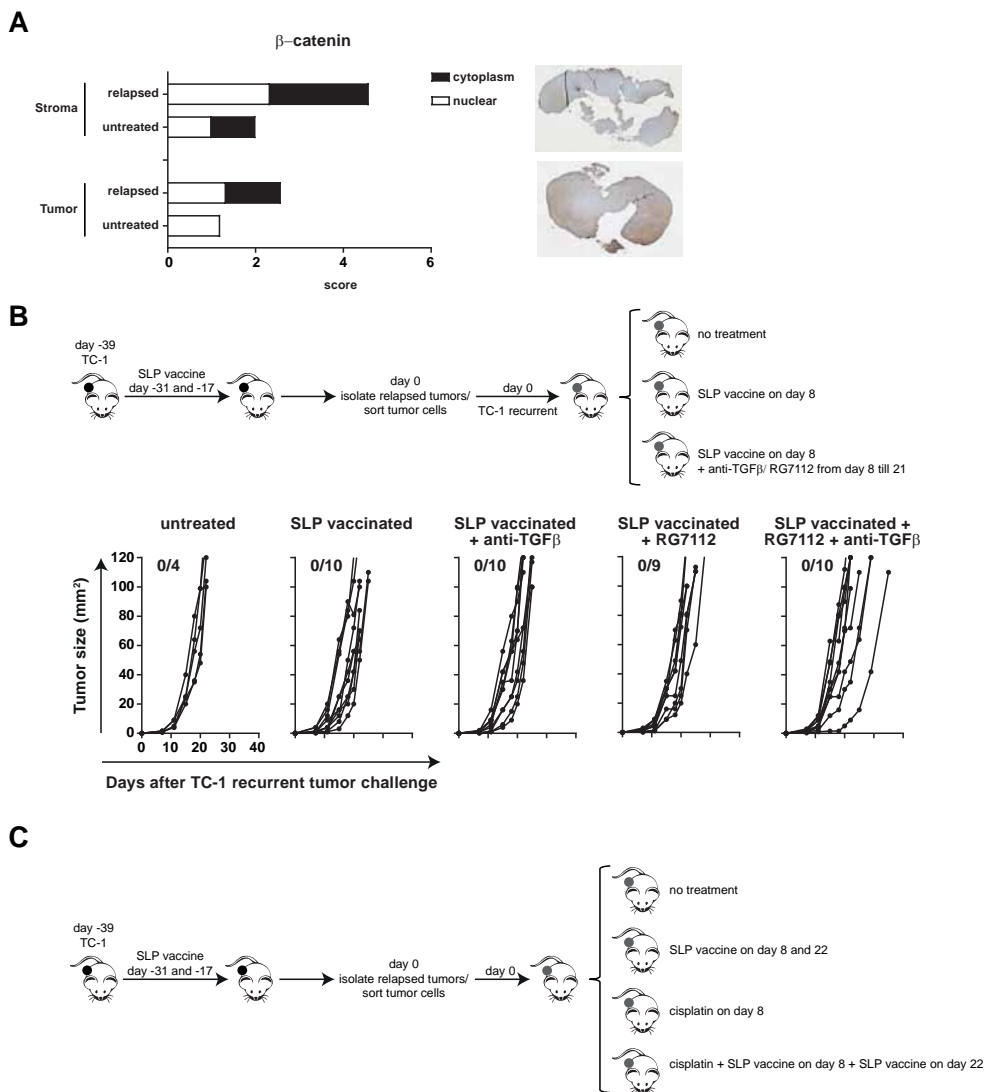 A
β–catenin
cytoplasm
nuclear
Stroma
relapsed
untreated
Tumor
relapsed
untreated
0 2 4 6
score
B
day -39
TC-1
SLP vaccine
day -31 and -17
day 0
isolate relapsed tumors/
sort tumor cells
day 0
TC-1 recurrent
no treatment
SLP vaccine on day 8
SLP vaccine on day 8
+ anti-TGFβ/ RG7112 from day 8 till 21
untreated
SLP vaccinated
SLP vaccinated
+ anti-TGFβ
SLP vaccinated
+ RG7112
SLP vaccinated +
RG7112 + anti-TGFβ
Tumor size (mm²)
120
100
80
60
40
20
0
0/4
0/10
0/10
0/9
0/10
0 10 20 30 40
Days after TC-1 recurrent tumor challenge
C
day -39
TC-1
SLP vaccine
day -31 and -17
day 0
isolate relapsed tumors/
sort tumor cells
day 0
no treatment
SLP vaccine on day 8 and 22
cisplatin on day 8
cisplatin + SLP vaccine on day 8 + SLP vaccine on day 22